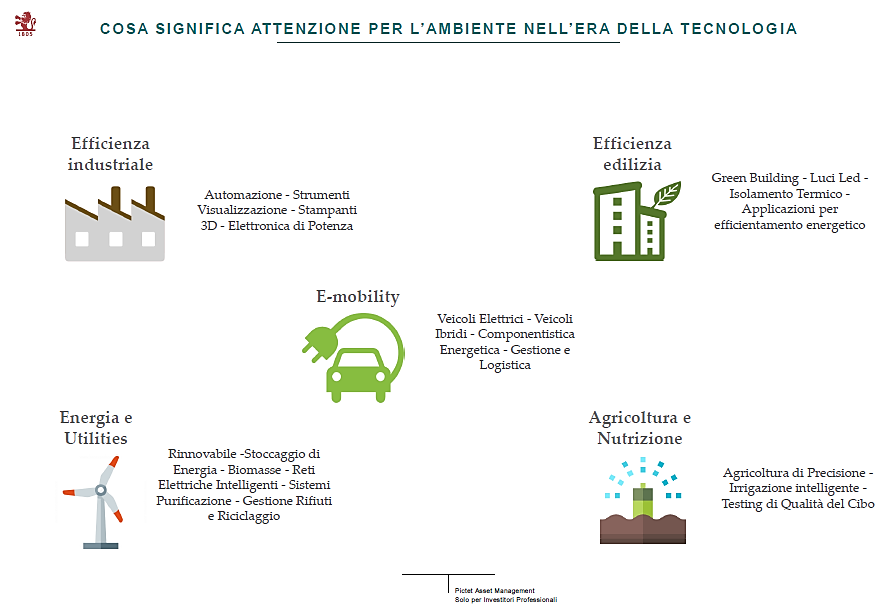 COSA SIGNIFICA ATTENZIONE PER L'AMBIENTE NELL'ERA DELLA TECNOLOGIA
1805
Efficienza
industriale
Automazione - Strumenti
Visualizzazione - Stampanti
3D - Elettronica di Potenza
Efficienza
edilizia
Green Building - Luci Led -
Isolamento Termico -
Applicazioni per
efficientamento energetico
E-mobility
Veicoli Elettrici - Veicoli
Ibridi - Componentistica
Energetica - Gestione e
Logistica
Energia e
Utilities
Rinnovabile -Stoccaggio di
Energia - Biomasse - Reti
Elettriche Intelligenti - Sistemi
Purificazione - Gestione Rifiuti
e Riciclaggio
Agricoltura e
Nutrizione
Agricoltura di Precisione -
Irrigazione intelligente -
Testing di Qualità del Cibo
Pictet Asset Management
Solo per Investitori Professionali